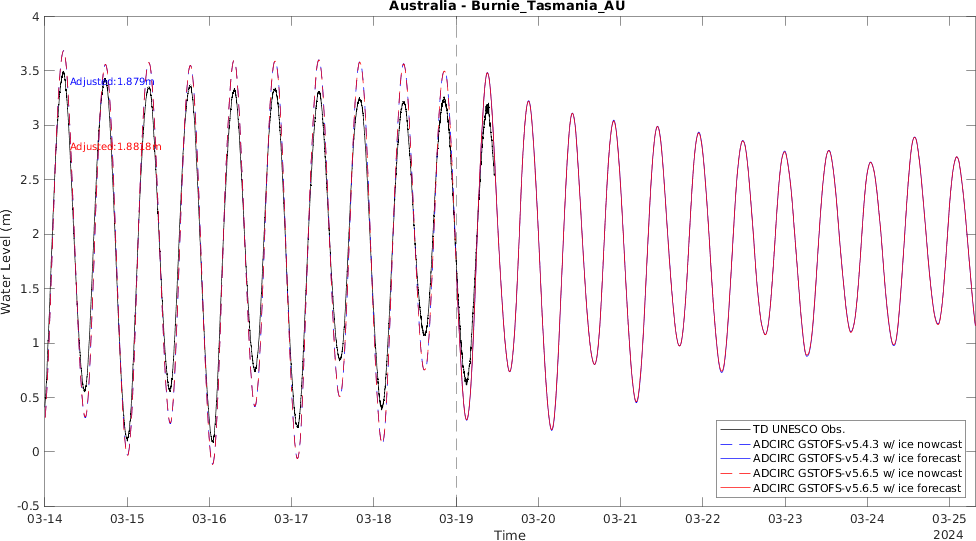 Australia - Burnie_Tasmania_AU
4
3.5
3
2.5
2
1.5
1
0.5
0
-0.5
Water Level (m)
Adjusted:1.879m
Adjusted:1.8818m
TD UNESCO Obs.
ADCIRC GSTOFS-v5.4.3 w/ ice nowcast
ADCIRC GSTOFS-v5.4.3 w/ ice forecast
ADCIRC GSTOFS-v5.6.5 w/ ice nowcast
ADCIRC GSTOFS-v5.6.5 w/ ice forecast
03-14 03-15 03-16 03-17 03-18 03-19 03-20 03-21 03-22 03-23 03-24 03-25
2024
Time